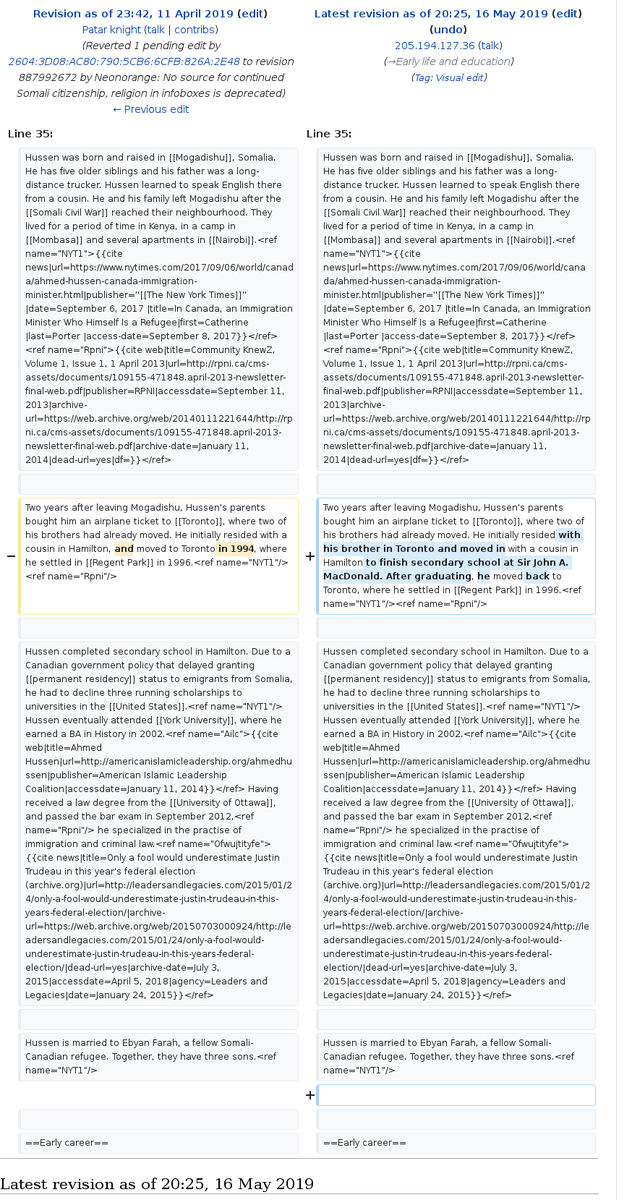 Revision as of 23:42, 11 April 2019 (edit)
Patar knight (talk | contribs)
(Reverted 1 pending edit by
2604:3D08:AC80:790:5CB6:6CFB:826A:2E48 to revision
887992672 by Neonorange: No source for continued
Somali citizenship, religion in infoboxes is deprecated)
← Previous edit
Latest revision as of 20:25, 16 May 2019 (edit)
(undo)
205.194.127.36 (talk)
(→Early life and education)
(Tag: Visual edit)
Line 35:
Line 35:
Hussen was born and raised in [[Mogadishu]], Somalia.
He has five older siblings and his father was a long-
distance trucker. Hussen learned to speak English there
from a cousin. He and his family left Mogadishu after the
[[Somali Civil War]] reached their neighbourhood. They
lived for a period of time in Kenya, in a camp in
[[Mombasa]] and several apartments in [[Nairobi]].<ref
name="NYT1">{{cite
news|url=https://www.nytimes.com/2017/09/06/world/canad
a/ahmed-hussen-canada-immigration-
minister.html|publisher=''[[The New York Times]]''
|date=September 6, 2017 |title=In Canada, an Immigration
Minister Who Himself Is a Refugee|first=Catherine
|last=Porter |access-date=September 8, 2017}}</ref>
<ref name="Rpni">{{cite web|title=Community KnewZ,
Volume 1, Issue 1, 1 April 2013|url=http://rpni.ca/cms-
assets/documents/109155-471848.april-2013-newsletter-
final-web.pdf|publisher=RPNI|accessdate=September 11,
2013|archive-
url=https://web.archive.org/web/20140111221644/http://rp
ni.ca/cms-assets/documents/109155-471848.april-2013-
newsletter-final-web.pdf|archive-date=January 11,
2014|dead-url=yes|df=}}</ref>
Hussen was born and raised in [[Mogadishu]], Somalia.
He has five older siblings and his father was a long-
distance trucker. Hussen learned to speak English there
from a cousin. He and his family left Mogadishu after the
[[Somali Civil War]] reached their neighbourhood. They
lived for a period of time in Kenya, in a camp in
[[Mombasa]] and several apartments in [[Nairobi]].<ref
name="NYT1">{{cite
news|url=https://www.nytimes.com/2017/09/06/world/cana
da/ahmed-hussen-canada-immigration-
minister.html|publisher=''[[The New York Times]]''
|date=September 6, 2017 |title=In Canada, an Immigration
Minister Who Himself Is a Refugee|first=Catherine
|last=Porter |access-date=September 8, 2017}}</ref>
<ref name="Rpni">{{cite web|title=Community KnewZ,
Volume 1, Issue 1, 1 April 2013|url=http://rpni.ca/cms-
assets/documents/109155-471848.april-2013-newsletter-
final-web.pdf|publisher=RPNI|accessdate=September 11,
2013|archive-
url=https://web.archive.org/web/20140111221644/http://rp
ni.ca/cms-assets/documents/109155-471848.april-2013-
newsletter-final-web.pdf|archive-date=January 11,
2014|dead-url=yes|df=}}</ref>
−
Two years after leaving Mogadishu, Hussen's parents
bought him an airplane ticket to [[Toronto]], where two of
his brothers had already moved. He initially resided with a
cousin in Hamilton, and moved to Toronto in 1994, where
he settled in [[Regent Park]] in 1996.<ref name="NYT1"/>
<ref name="Rpni"/>
+
Two years after leaving Mogadishu, Hussen's parents
bought him an airplane ticket to [[Toronto]], where two of
his brothers had already moved. He initially resided with
his brother in Toronto and moved in with a cousin in
Hamilton to finish secondary school at Sir John A.
MacDonald. After graduating, he moved back to
Toronto, where he settled in [[Regent Park]] in 1996.<ref
name="NYT1"/><ref name="Rpni"/>
Hussen completed secondary school in Hamilton. Due to a
Canadian government policy that delayed granting
[[permanent residency]] status to emigrants from Somalia,
he had to decline three running scholarships to
universities in the [[United States]].<ref name="NYT1"/>
Hussen eventually attended [[York University]], where he
earned a BA in History in 2002.<ref name="Ailc">{{cite
web|title=Ahmed
Hussen|url=http://americanislamicleadership.org/ahmedhu
ssen|publisher=American Islamic Leadership
Coalition|accessdate=January 11, 2014}}</ref> Having
received a law degree from the [[University of Ottawa]],
and passed the bar exam in September 2012,<ref
name="Rpni"/> he specialized in the practise of
immigration and criminal law.<ref name="Ofwujtityfe">
{{cite news|title=Only a fool would underestimate Justin
Trudeau in this year's federal election
(archive.org)|url=http://leadersandlegacies.com/2015/01/2
4/only-a-fool-would-underestimate-justin-trudeau-in-this-
years-federal-election/|archive-
url=https://web.archive.org/web/20150703000924/http://le
adersandlegacies.com/2015/01/24/only-a-fool-would-
underestimate-justin-trudeau-in-this-years-federal-
election/|dead-url=yes|archive-date=July 3,
2015|accessdate=April 5, 2018|agency=Leaders and
Legacies|date=January 24, 2015}}</ref>
Hussen completed secondary school in Hamilton. Due to a
Canadian government policy that delayed granting
[[permanent residency]] status to emigrants from Somalia,
he had to decline three running scholarships to
universities in the [[United States]].<ref name="NYT1"/>
Hussen eventually attended [[York University]], where he
earned a BA in History in 2002.<ref name="Ailc">{{cite
web|title=Ahmed
Hussen|url=http://americanislamicleadership.org/ahmedhu
ssen|publisher=American Islamic Leadership
Coalition|accessdate=January 11, 2014}}</ref> Having
received a law degree from the [[University of Ottawa]],
and passed the bar exam in September 2012,<ref
name="Rpni"/> he specialized in the practise of
immigration and criminal law.<ref name="Ofwujtityfe">
{{cite news|title=Only a fool would underestimate Justin
Trudeau in this year's federal election
(archive.org)|url=http://leadersandlegacies.com/2015/01/2
4/only-a-fool-would-underestimate-justin-trudeau-in-this-
years-federal-election/|archive-
url=https://web.archive.org/web/20150703000924/http://le
adersandlegacies.com/2015/01/24/only-a-fool-would-
underestimate-justin-trudeau-in-this-years-federal-
election/|dead-url=yes|archive-date=July 3,
2015|accessdate=April 5, 2018|agency=Leaders and
Legacies|date=January 24, 2015}}</ref>
Hussen is married to Ebyan Farah, a fellow Somali-
Canadian refugee. Together, they have three sons.<ref
name="NYT1"/>
Hussen is married to Ebyan Farah, a fellow Somali-
Canadian refugee. Together, they have three sons.<ref
name="NYT1"/>
+
==Early career==
==Early career==
Latest revision as of 20:25, 16 May 2019